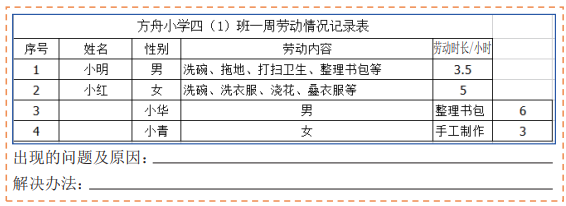 方舟小学四（1）班一周劳动情况记录表
序号 姓名 性别 劳动内容 劳动时长/小时
1 小明 男 洗碗、拖地、打扫卫生、整理书包等 3.5
2 小红 女 洗碗、洗衣服、浇花、叠衣服等 5
3 小华 男 整理书包 6
4 小青 女 手工制作 3
出现的问题及原因：
解决办法：